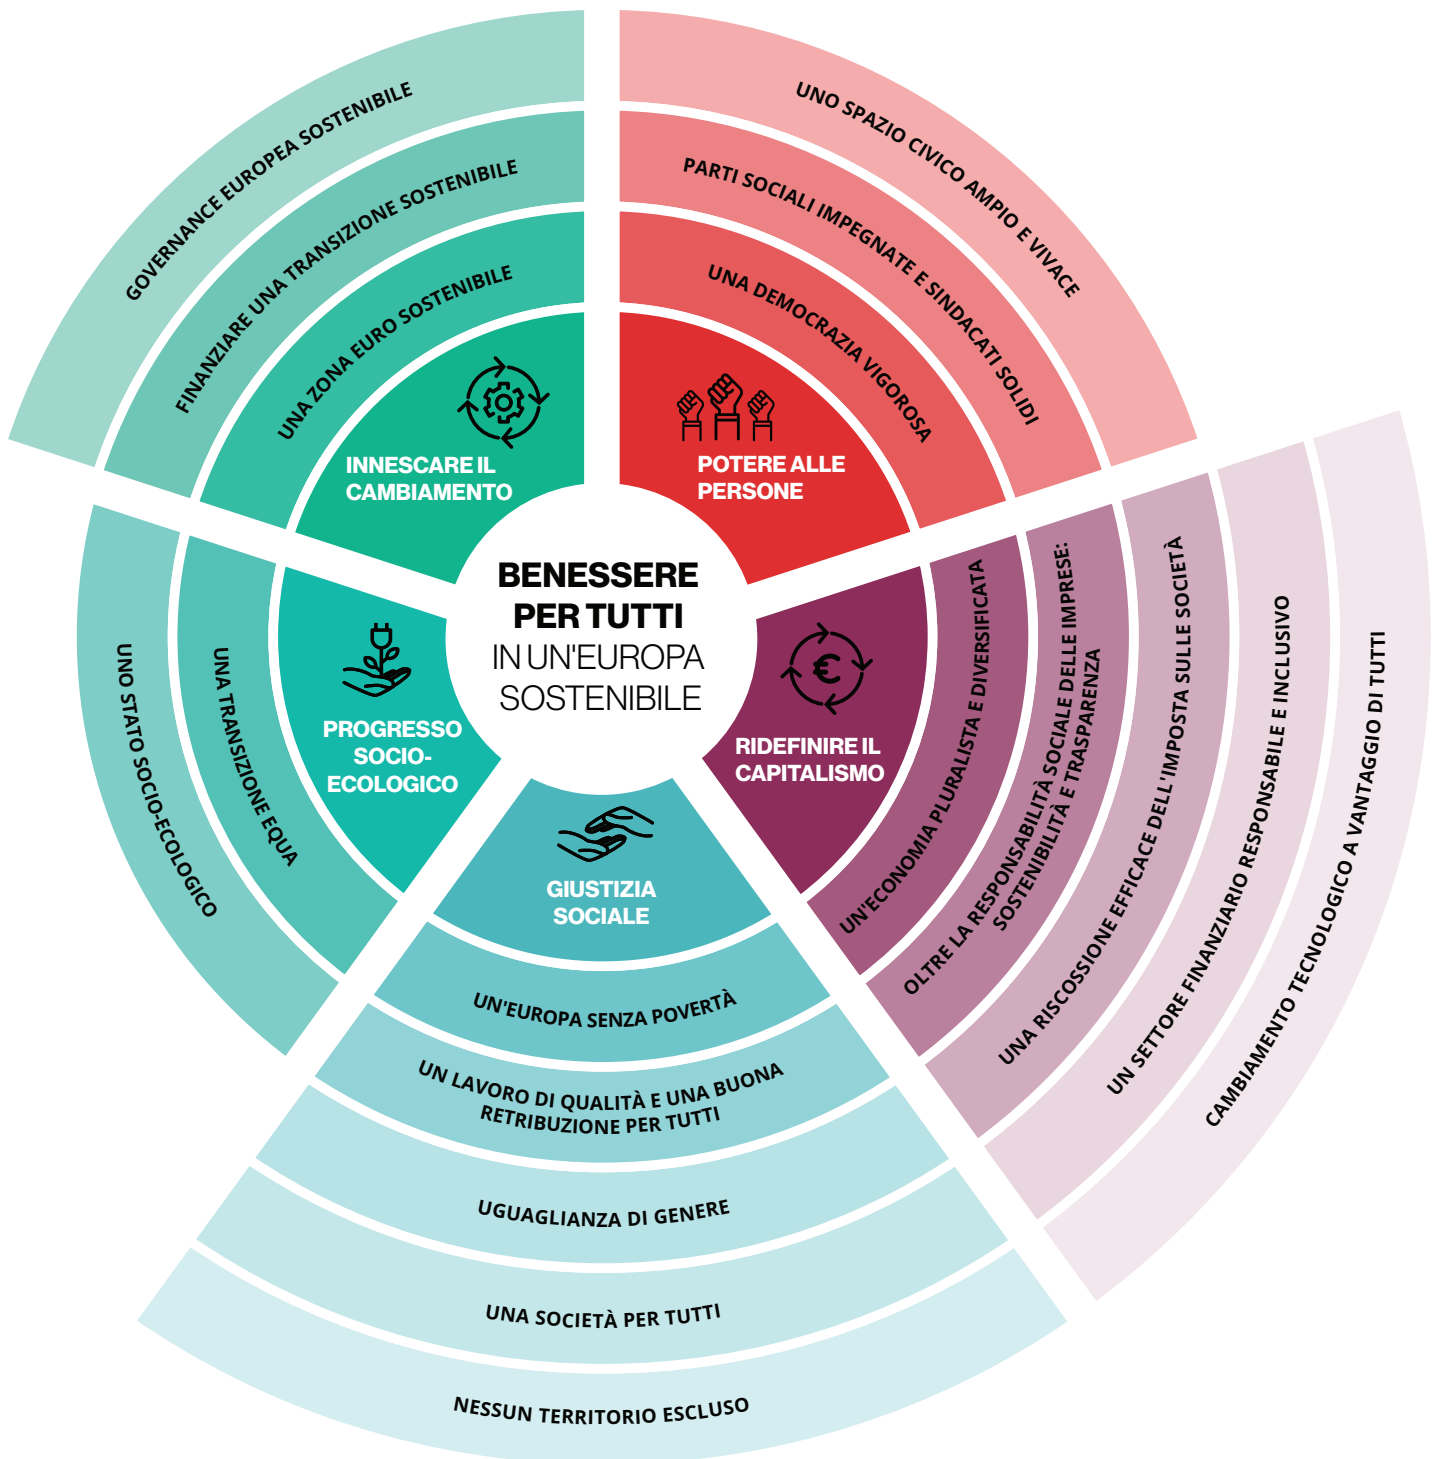 BENESSERE
PER TUTTI
IN UN'EUROPA
SOSTENIBILE
POTERE ALLE
PERSONE
UNA DEMOCRAZIA VIGOROSA
PARTI SOCIALI IMPEGNATE E SINDACATI SOLIDI
UNO SPAZIO CIVICO AMPIO E VIVACE
RIDEFINIRE IL
CAPITALISMO
€
UN'ECONOMIA PLURALISTA E DIVERSIFICATA
OLTRE LA RESPONSABILITÀ SOCIALE DELLE IMPRESE:
SOSTENIBILITÀ E TRASPARENZA
UNA RISCOSSIONE EFFICACE DELL'IMPOSTA SULLE SOCIETÀ
UN SETTORE FINANZIARIO RESPONSABILE E INCLUSIVO
CAMBIAMENTO TECNOLOGICO A VANTAGGIO DI TUTTI
GIUSTIZIA
SOCIALE
UN'EUROPA SENZA POVERTÀ
UN LAVORO DI QUALITÀ E UNA BUONA
RETRIBUZIONE PER TUTTI
UGUAGLIANZA DI GENERE
UNA SOCIETÀ PER TUTTI
NESSUN TERRITORIO ESCLUSO
PROGRESSO
SOCIO-
ECOLOGICO
UNA TRANSIZIONE EQUA
UNO STATO SOCIO-ECOLOGICO
INNESCARE IL
CAMBIAMENTO
UNA ZONA EURO SOSTENIBILE
FINANZIARE UNA TRANSIZIONE SOSTENIBILE
GOVERNANCE EUROPEA SOSTENIBILE